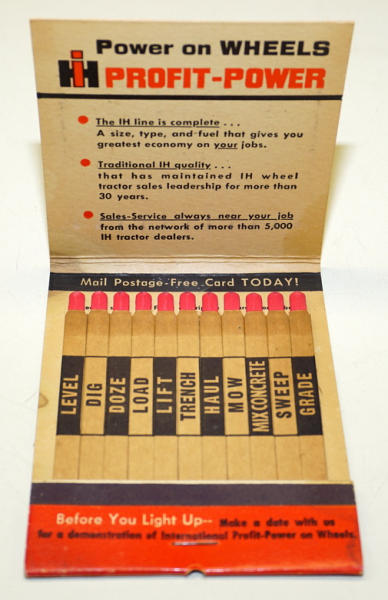 Power on WHEELS
IH PROFIT-POWER
The IH line is complete . . .
A size, type, and fuel that gives you
greatest economy on your jobs.
Traditional IH quality . . .
that has maintained IH wheel
tractor sales leadership for more than
30 years.
Sales-Service always near your job
from the network of more than 5,000
IH tractor dealers.
Mail Postage-Free Card TODAY!
LEVEL
DIG
DOZE
LOAD
LIFT
TRENCH
HAUL
MOW
MIX CONCRETE
SWEEP
GRADE
Before You Light Up-- Make a date with us
for a demonstration of International Profit-Power on Wheels.